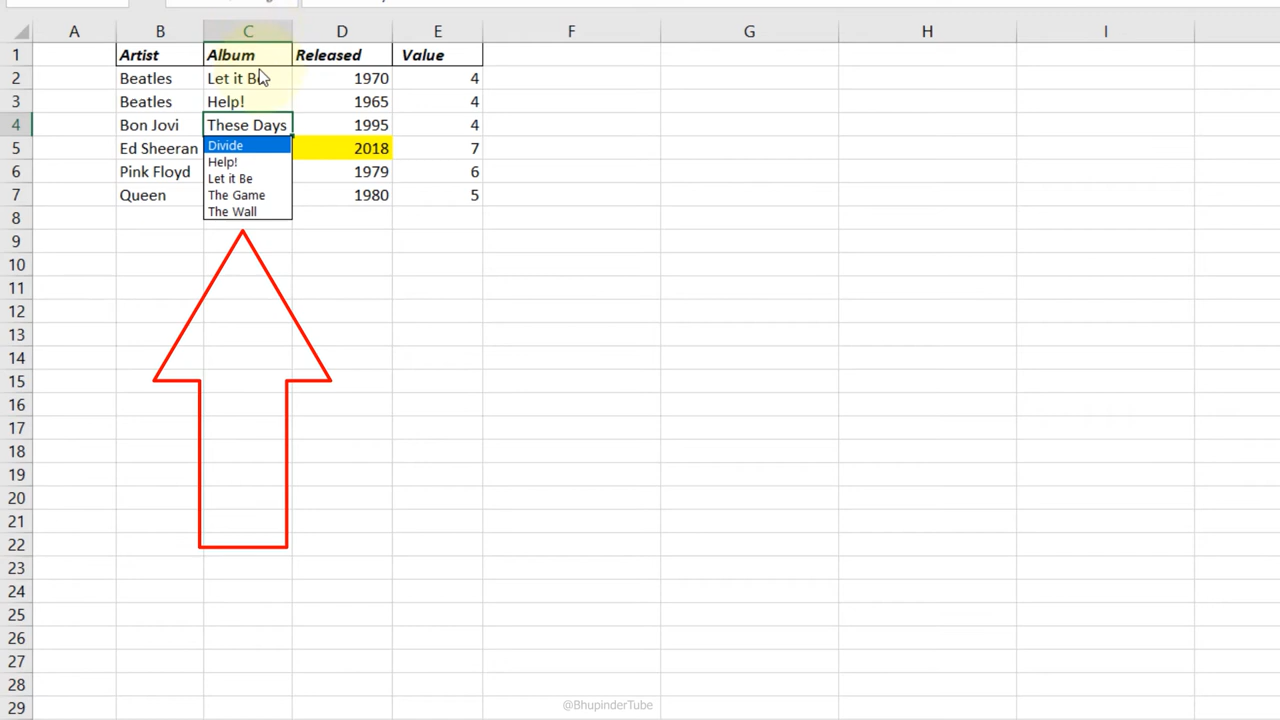 A B C D E F G H I
1 Artist Album Released Value
2 Beatles Let it Be 1970 4
3 Beatles Help! 1965 4
4 Bon Jovi These Days 1995 4
5 Ed Sheeran Divide 2018 7
6 Pink Floyd Help! 1979 6
Let it Be
7 Queen The Game 1980 5
8 The Wall
9
10
11
12
13
14
15
16
17
18
19
20
21
22
23
24
25
26
27
28
29 @BhupinderTube